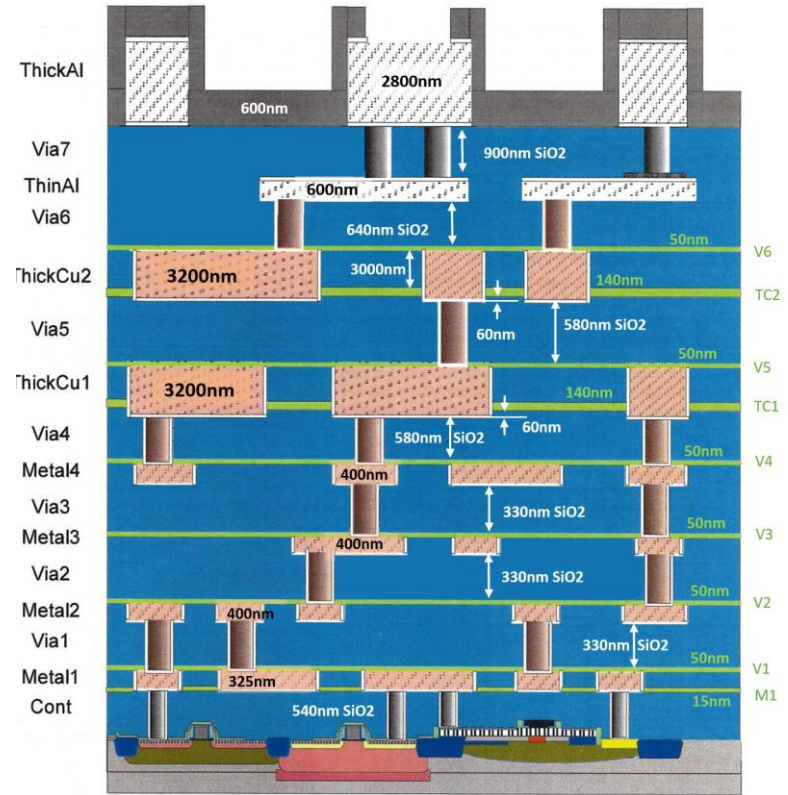 ThickAl
2800nm
600nm
Via7
900nm SiO2
ThinAl
600nm
Via6
640nm SiO2
50nm
V6
ThickCu2
3200nm
3000nm
140nm
TC2
Via5
60nm
580nm SiO2
50nm
V5
ThickCu1
3200nm
140nm
TC1
60nm
Via4
580nm SiO2
50nm
V4
Metal4
400nm
Via3
330nm SiO2
50nm
V3
Metal3
400nm
Via2
330nm SiO2
50nm
V2
Metal2
400nm
Via1
330nm SiO2
50nm
V1
Metal1
325nm
M1
15nm
Cont
540nm SiO2